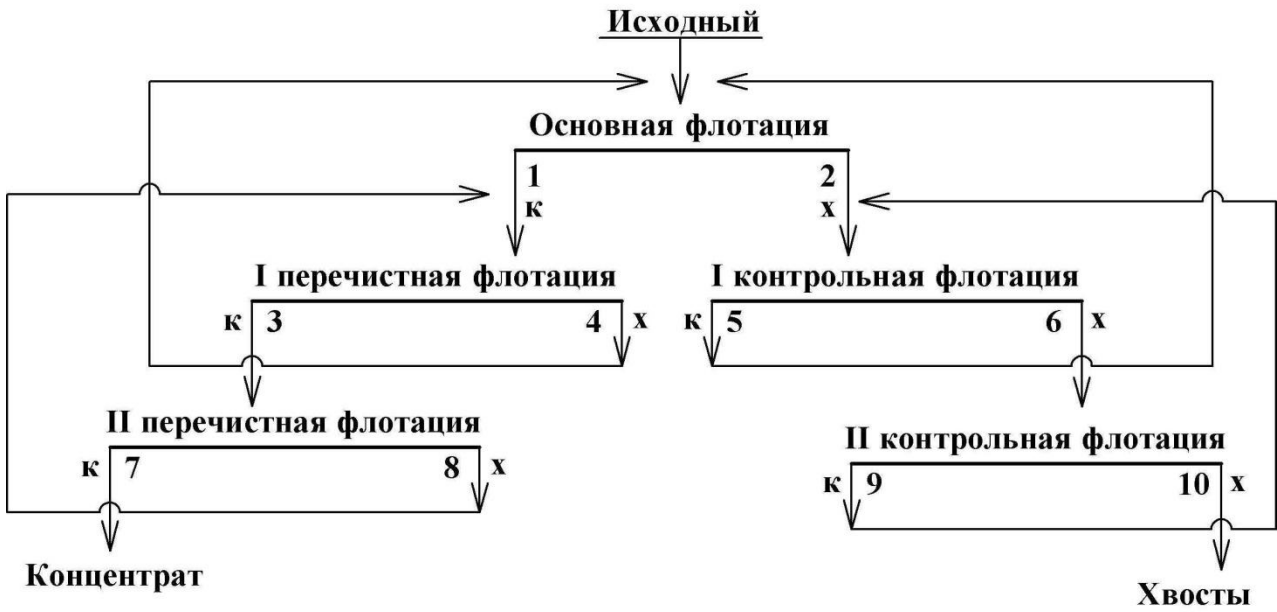 Исходный
Основная флотация
1 2
к х
I перечистная флотация I контрольная флотация
к 3 4 х к 5 6 х
II перечистная флотация II контрольная флотация
к 7 8 х к 9 10 х
Концентрат
Хвосты